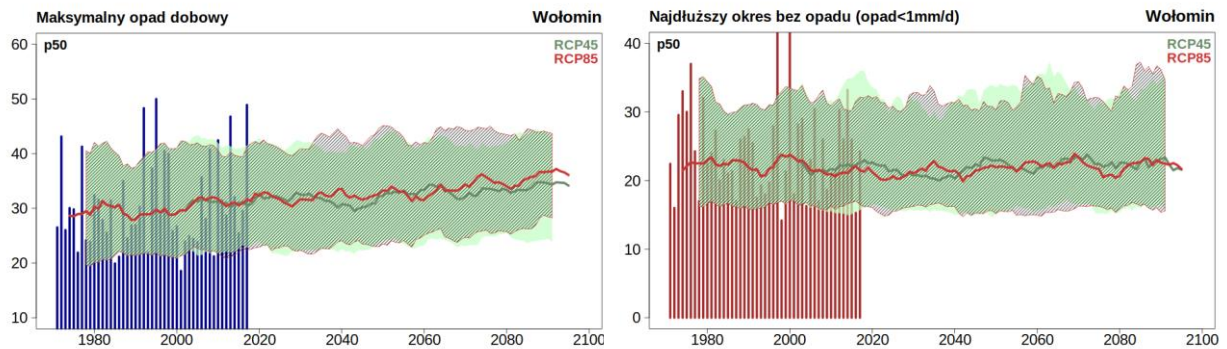 Maksymalny opad dobowy
Wołomin
p50
RCP45
RCP85
60
50
40
30
20
10
1980 2000 2020 2040 2060 2080 2100
Najdłuższy okres bez opadu (opad<1mm/d)
Wołomin
p50
RCP45
RCP85
40
30
20
10
0
1980 2000 2020 2040 2060 2080 2100